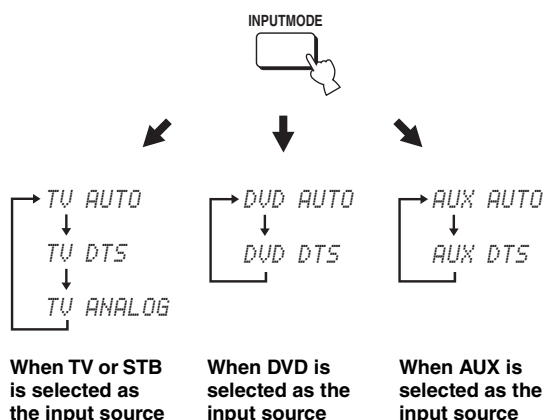 INPUTMODE
TV AUTO
TV DTS
TV ANALOG
DVD AUTO
DVD DTS
AUX AUTO
AUX DTS
When TV or STB
is selected as
the input source
When DVD is
selected as the
input source
When AUX is
selected as the
input source